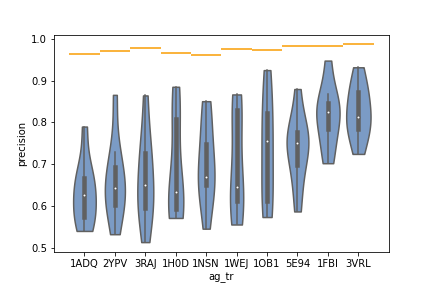 1.0
0.9
0.8
0.7
0.6
0.5
precision
1ADQ 2YPV 3RAJ 1H0D 1NSN 1WEJ 1OB1 5E94 1FBI 3VRL
ag_tr